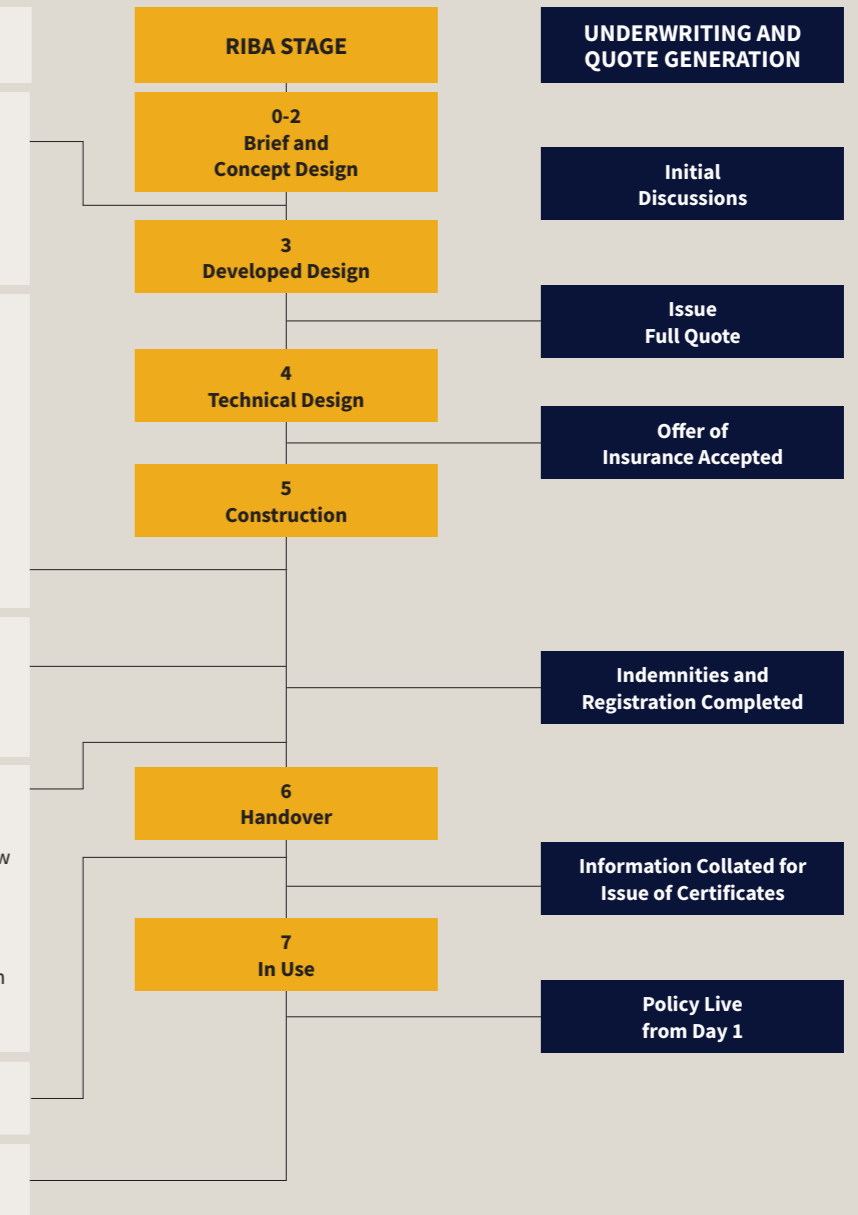 RIBA STAGE
UNDERWRITING AND
QUOTE GENERATION
0-2
Brief and
Concept Design
Initial
Discussions
3
Developed Design
Issue
Full Quote
4
Technical Design
Offer of
Insurance Accepted
5
Construction
Indemnities and
Registration Completed
6
Handover
w
Information Collated for
Issue of Certificates
7
In Use
Policy Live
from Day 1